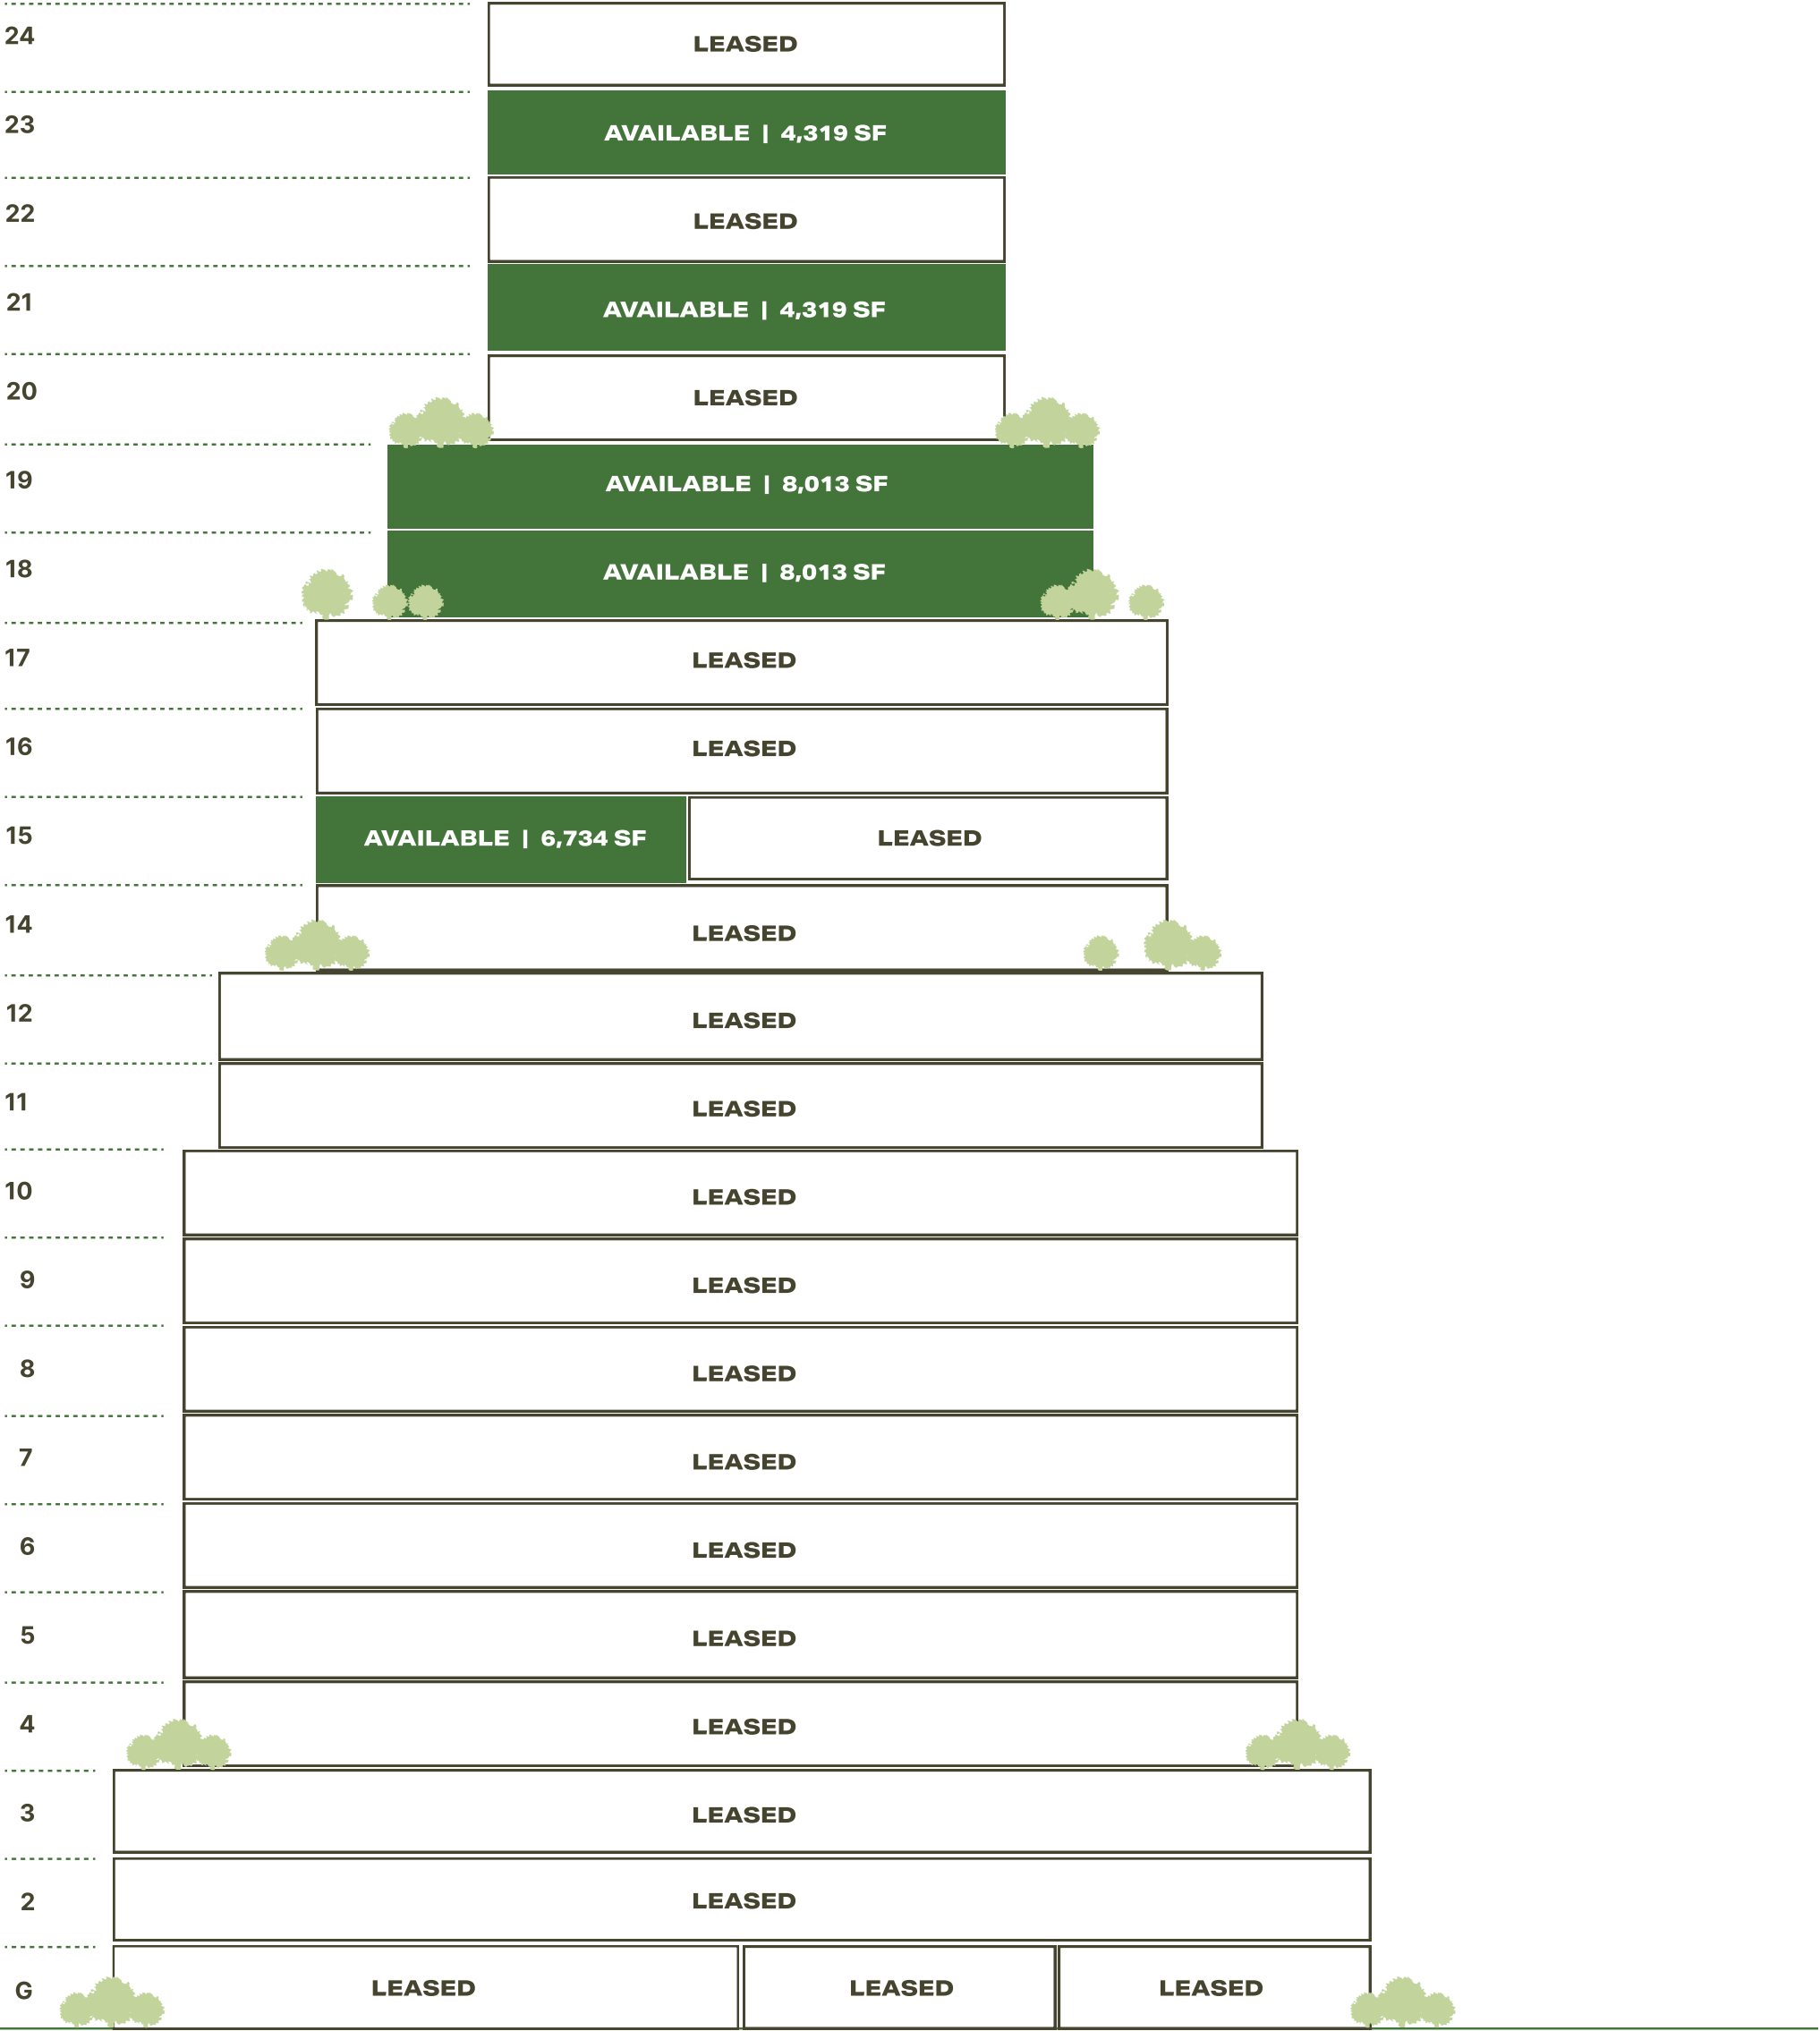 24 LEASED
23 AVAILABLE | 4,319 SF
22 LEASED
21 AVAILABLE | 4,319 SF
20 LEASED
19 AVAILABLE | 8,013 SF
18 AVAILABLE | 8,013 SF
17 LEASED
16 LEASED
15 AVAILABLE | 6,734 SF LEASED
14 LEASED
12 LEASED
11 LEASED
10 LEASED
9 LEASED
8 LEASED
7 LEASED
6 LEASED
5 LEASED
4 LEASED
3 LEASED
2 LEASED
G LEASED LEASED LEASED